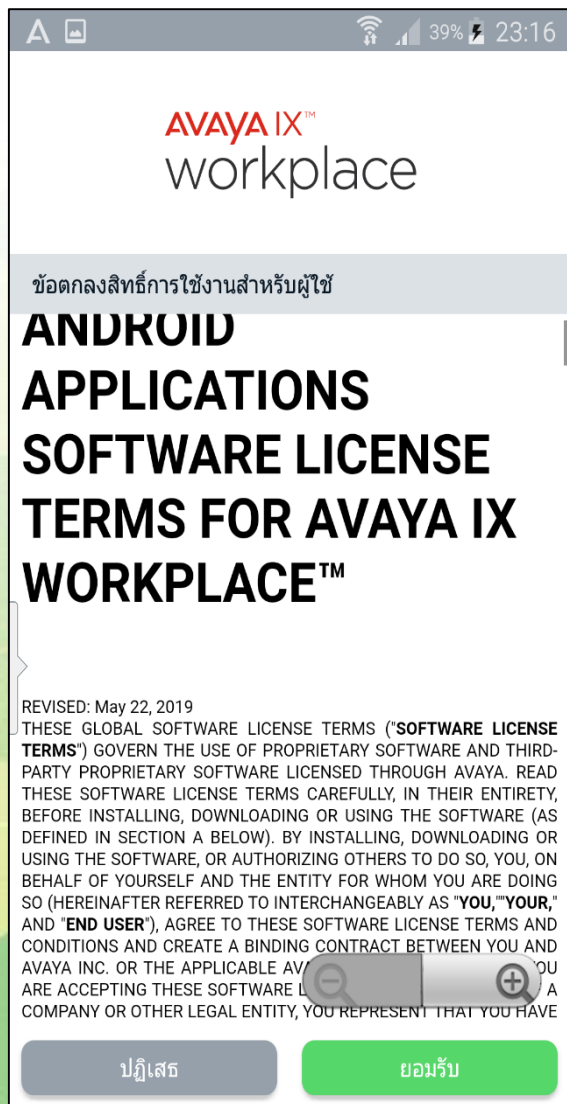 A 39% 23:16
AVAYA IX™
workplace
ข้อตกลงสิทธิ์การใช้งานสำหรับผู้ใช้
ANDROID
APPLICATIONS
SOFTWARE LICENSE
TERMS FOR AVAYA IX
WORKPLACE™
REVISED: May 22, 2019
THESE GLOBAL SOFTWARE LICENSE TERMS ("SOFTWARE LICENSE
TERMS") GOVERN THE USE OF PROPRIETARY SOFTWARE AND THIRD-
PARTY PROPRIETARY SOFTWARE LICENSED THROUGH AVAYA. READ
THESE SOFTWARE LICENSE TERMS CAREFULLY, IN THEIR ENTIRETY,
BEFORE INSTALLING, DOWNLOADING OR USING THE SOFTWARE (AS
DEFINED IN SECTION A BELOW). BY INSTALLING, DOWNLOADING OR
USING THE SOFTWARE, OR AUTHORIZING OTHERS TO DO SO, YOU, ON
BEHALF OF YOURSELF AND THE ENTITY FOR WHOM YOU ARE DOING
SO (HEREINAFTER REFERRED TO INTERCHANGEABLY AS "YOU,""YOUR,"
AND "END USER"), AGREE TO THESE SOFTWARE LICENSE TERMS AND
CONDITIONS AND CREATE A BINDING CONTRACT BETWEEN YOU AND
AVAYA INC. OR THE APPLICABLE
ARE ACCEPTING THESE SOFTWARE A
COMPANY OR OTHER LEGAL ENTITY, YOU REPRESENT THAT YOU HAVE
ปฏิเสธ ยอมรับ